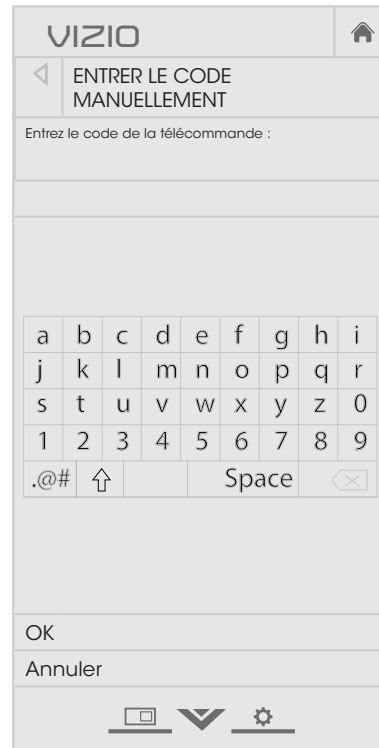 VIZIO
ENTRER LE CODE
MANUELLEMENT
Entrez le code de la télécommande :
a b c d e f g h i
j k l m n o p q r
s t u v w x y z 0
1 2 3 4 5 6 7 8 9
.@# Space
OK
Annuler